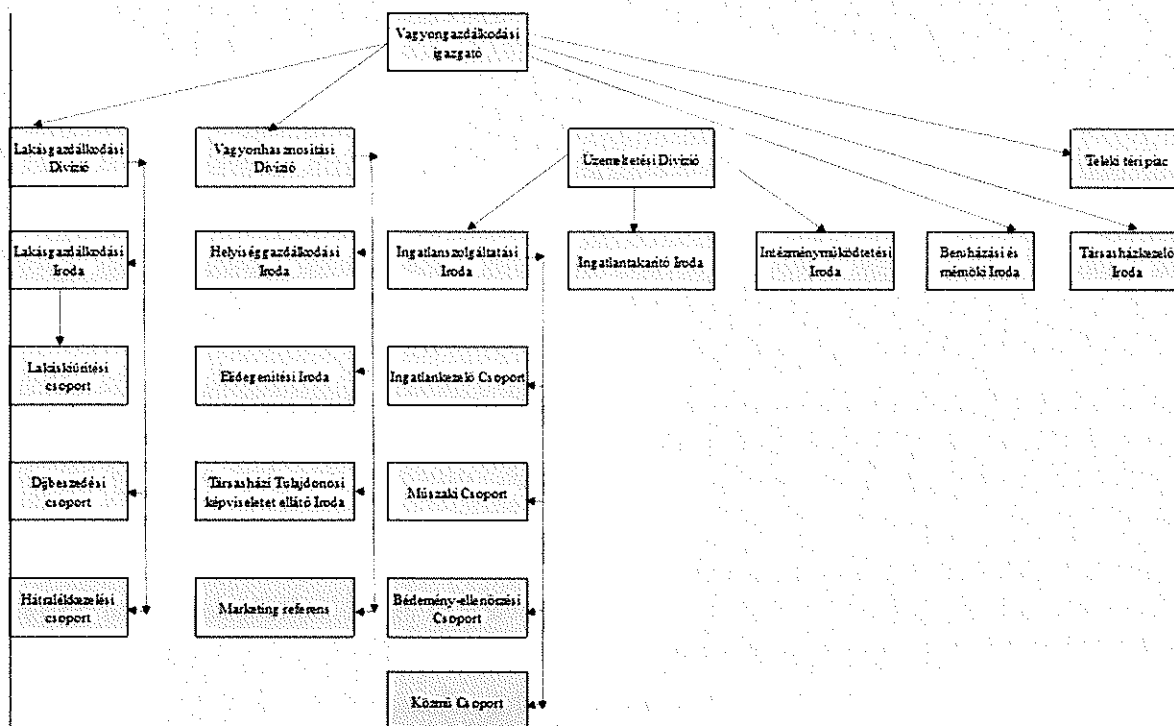 Vagyongazdálkodási
igazgató
Lakásgazdálkodási
Divízió
Vagyonhasznosítási
Divízió
Üzemeltetési Divízió
Teleki téri piac
Lakásgazdálkodási
Iroda
Helyiséggazdálkodási
Iroda
Ingatlanszolgáltatási
Iroda
Ingatlantakarító Iroda
Intézményműködtetési
Iroda
Beruházási és
mérnöki Iroda
Társasházkezelő
Iroda
Lakáskiürítési
csoport
Elidegenítési Iroda
Ingatlankezelő Csoport
Díjbeszedési
csoport
Társasházi Tulajdonosi
képviseletet ellátó Iroda
Műszaki Csoport
Hátralékkezelési
csoport
Marketing referens
Bédemény-ellenőrzési
Csoport
Közmű Csoport